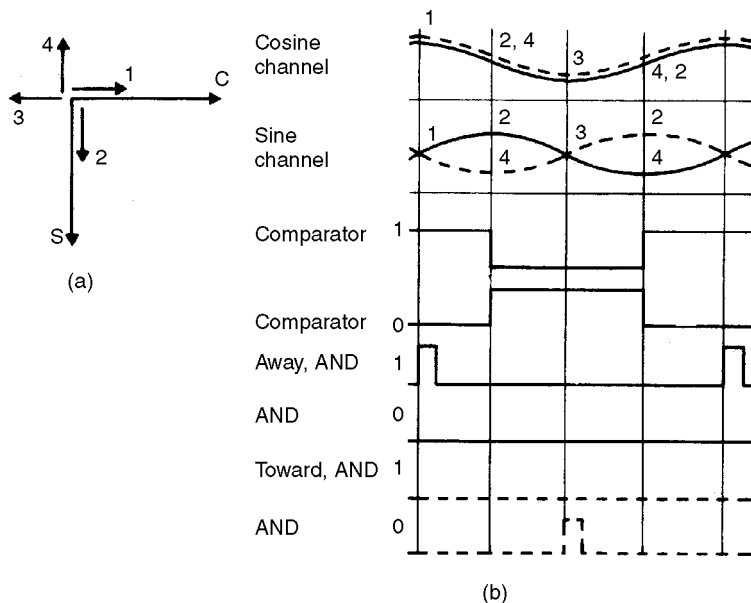 4
1
C
3
2
S
(a)
Cosine
channel
1
2, 4
3
4, 2
Sine
channel
1
2
4
3
2
4
Comparator 1
Comparator 0
Away, AND 1
AND 0
Toward, AND 1
AND 0
(b)